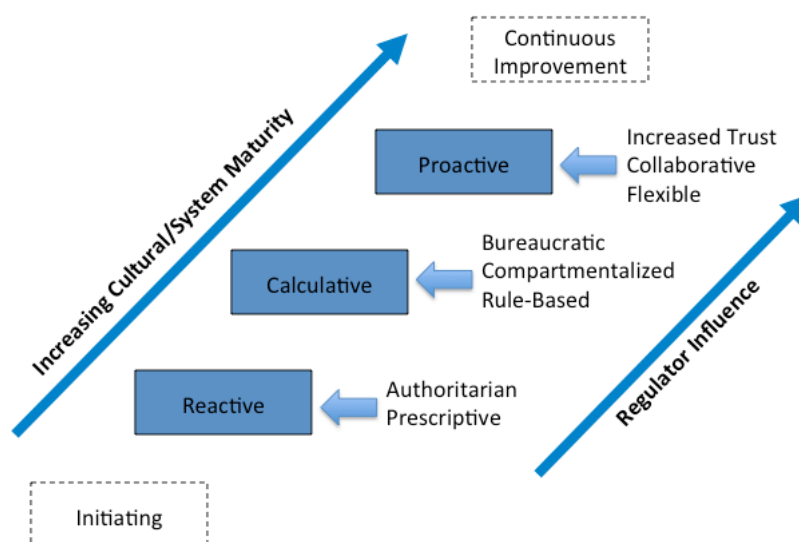 Continuous
Improvement
Increasing Cultural/System Maturity
Proactive
Increased Trust
Collaborative
Flexible
Calculative
Bureaucratic
Compartmentalized
Rule-Based
Regulator Influence
Reactive
Authoritarian
Prescriptive
Initiating